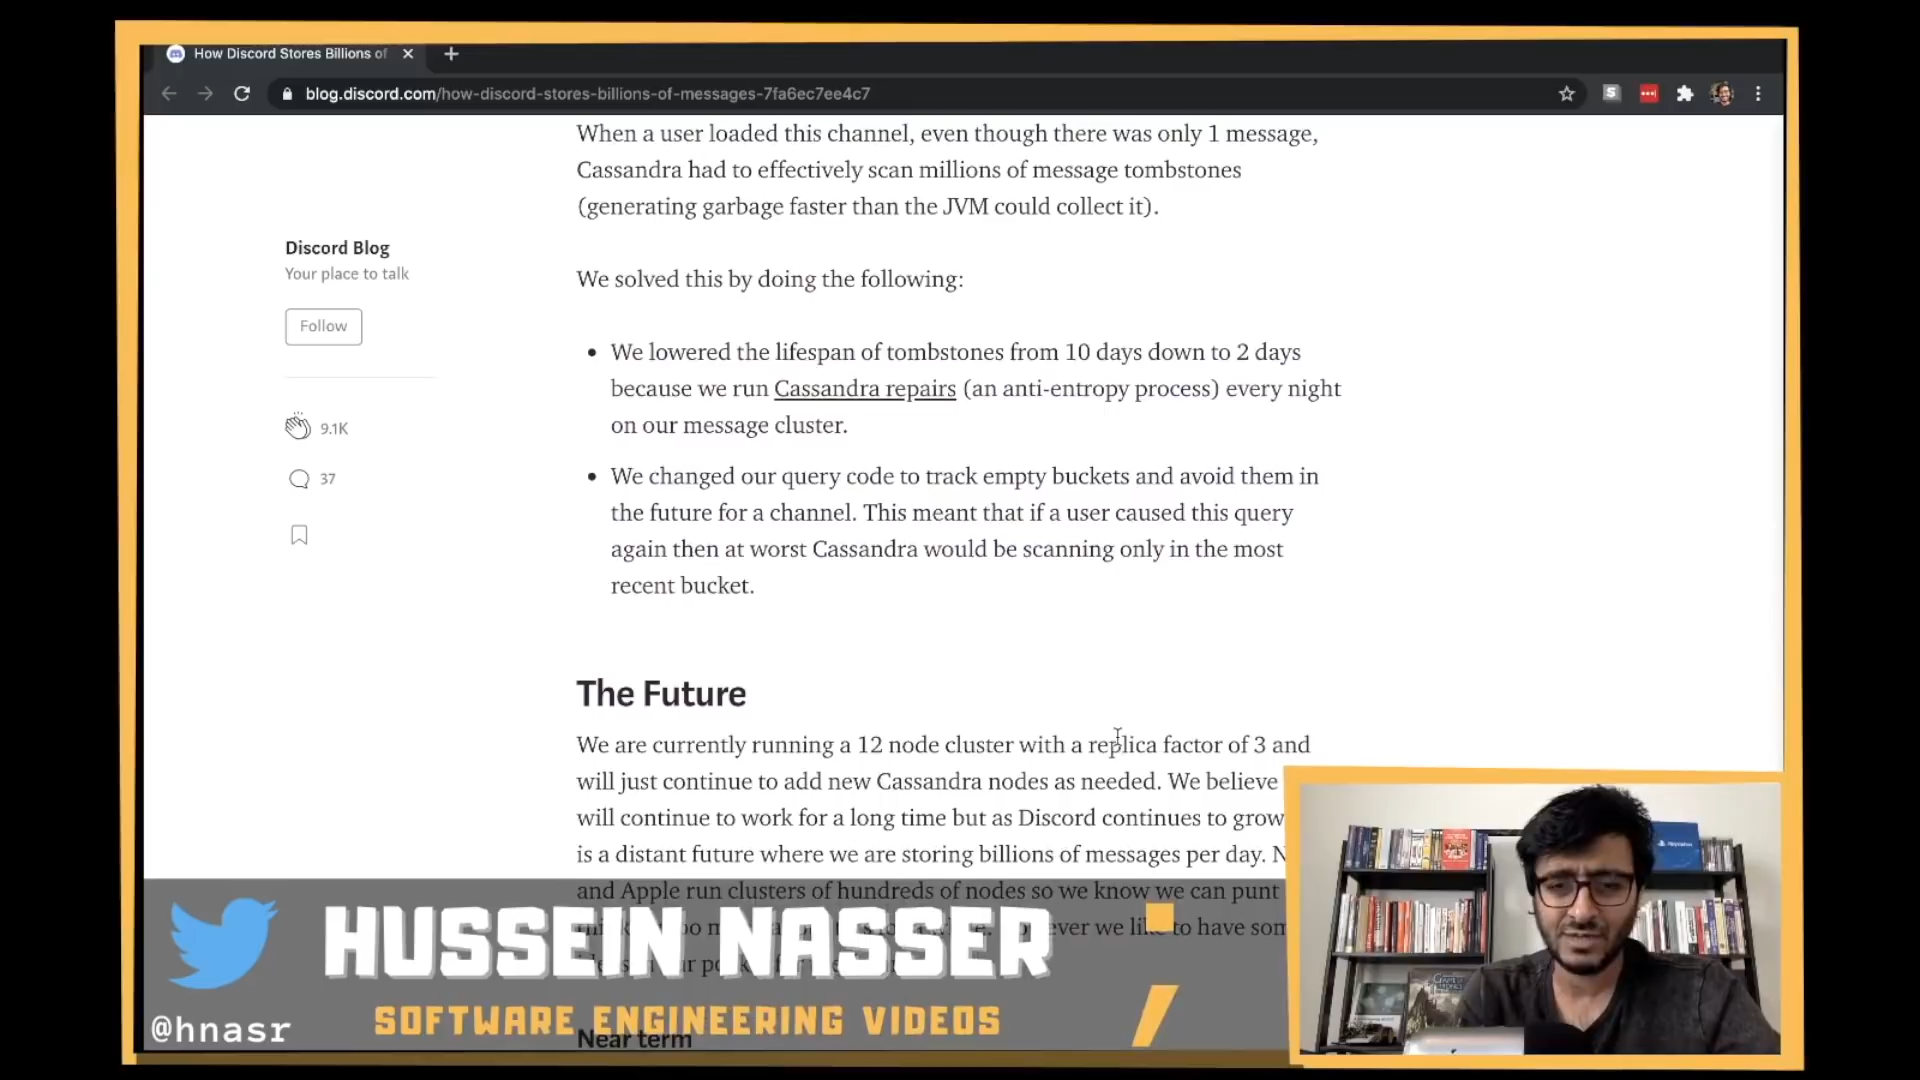 How Discord Stores Billions of
blog.discord.com/how-discord-stores-billions-of-messages-7fa6ec7ee4c7
When a user loaded this channel, even though there was only 1 message,
Cassandra had to effectively scan millions of message tombstones
(generating garbage faster than the JVM could collect it).
Discord Blog
Your place to talk
Follow
9.1K
37
We solved this by doing the following:
• We lowered the lifespan of tombstones from 10 days down to 2 days
because we run Cassandra repairs (an anti-entropy process) every night
on our message cluster.
• We changed our query code to track empty buckets and avoid them in
the future for a channel. This meant that if a user caused this query
again then at worst Cassandra would be scanning only in the most
recent bucket.
The Future
We are currently running a 12 node cluster with a replica factor of 3 and
will just continue to add new Cassandra nodes as needed. We believe
will continue to work for a long time but as Discord continues to grow
is a distant future where we are storing billions of messages per day. N
and Apple run clusters of hundreds of nodes so we know we can punt
ever we like to have som
Near term
HUSSEIN NASSER
SOFTWARE ENGINEERING VIDEOS
@hnasr
PlayStation